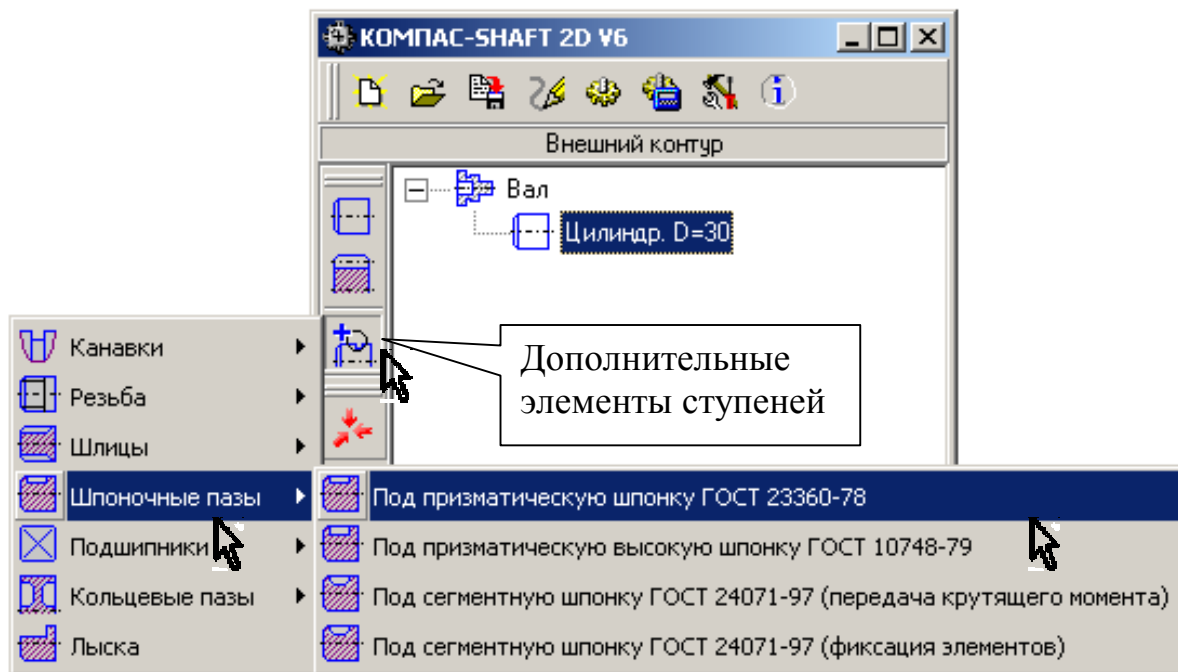 КОМПАС-SHAFT 2D V6
Внешний контур
Вал
Цилиндр. D=30
Дополнительные
элементы ступеней
Канавки
Резьба
Шлицы
Шпоночные пазы
Под призматическую шпонку ГОСТ 23360-78
Подшипники
Под призматическую высокую шпонку ГОСТ 10748-79
Кольцевые пазы
Под сегментную шпонку ГОСТ 24071-97 (передача крутящего момента)
Лыска
Под сегментную шпонку ГОСТ 24071-97 (фиксация элементов)